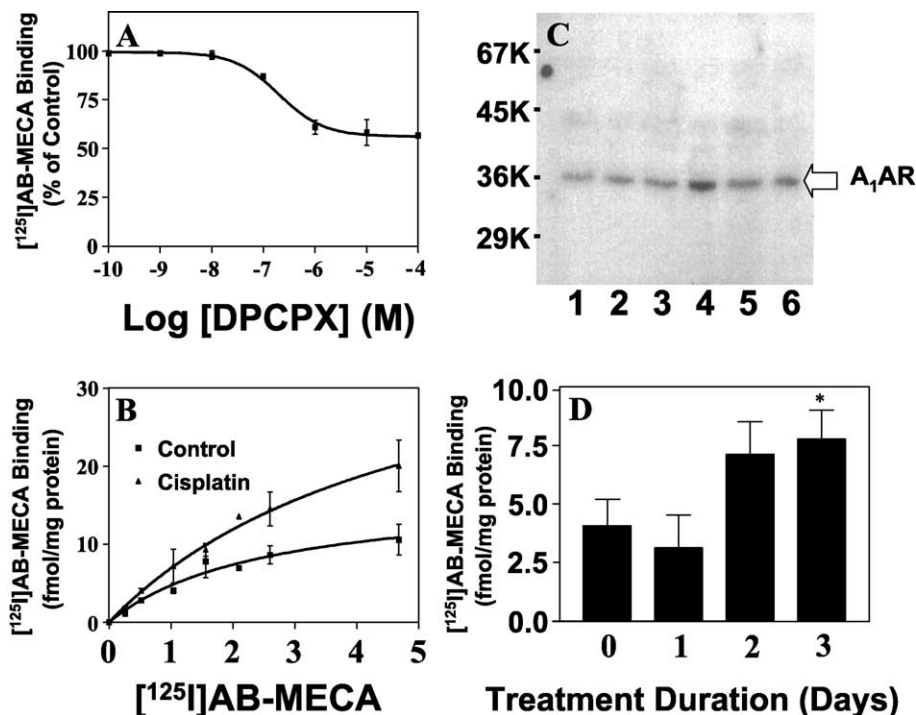 A
[¹²⁵I]AB-MECA Binding
(% of Control)
100
75
50
25
0
-10 -9 -8 -7 -6 -5 -4
Log [DPCPX] (M)
C
67K
45K
36K
29K
A₁AR
1 2 3 4 5 6
B
[¹²⁵I]AB-MECA Binding
(fmol/mg protein)
30
20
10
0
Control
Cisplatin
0 1 2 3 4 5
[¹²⁵I]AB-MECA
D
[¹²⁵I]AB-MECA Binding
(fmol/mg protein)
10.0
7.5
5.0
2.5
0.0
*
0 1 2 3
Treatment Duration (Days)